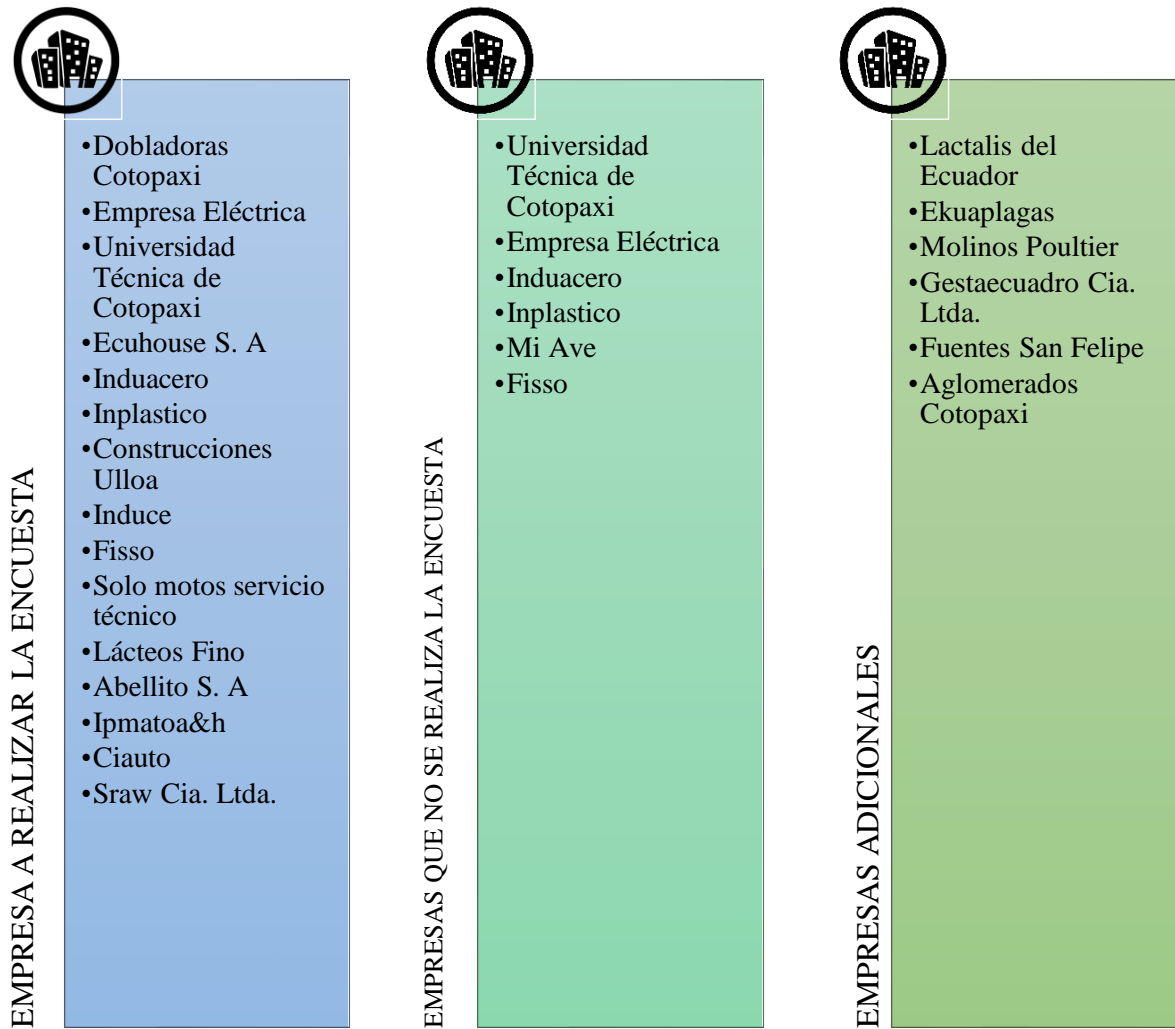 EMPRESA A REALIZAR LA ENCUESTA
•Dobladoras
Cotopaxi
•Empresa Eléctrica
•Universidad
Técnica de
Cotopaxi
•Ecuhouse S. A
•Induacero
•Inplastico
•Construcciones
Ulloa
•Induce
•Fisso
•Solo motos servicio
técnico
•Lácteos Fino
•Abellito S. A
•Ipmatoa&h
•Ciauto
•Sraw Cia. Ltda.
EMPRESAS QUE NO SE REALIZA LA ENCUESTA
•Universidad
Técnica de
Cotopaxi
•Empresa Eléctrica
•Induacero
•Inplastico
•Mi Ave
•Fisso
EMPRESAS ADICIONALES
•Lactalis del
Ecuador
•Ekuaplagas
•Molinos Poultier
•Gestaecuadro Cia.
Ltda.
•Fuentes San Felipe
•Aglomerados
Cotopaxi